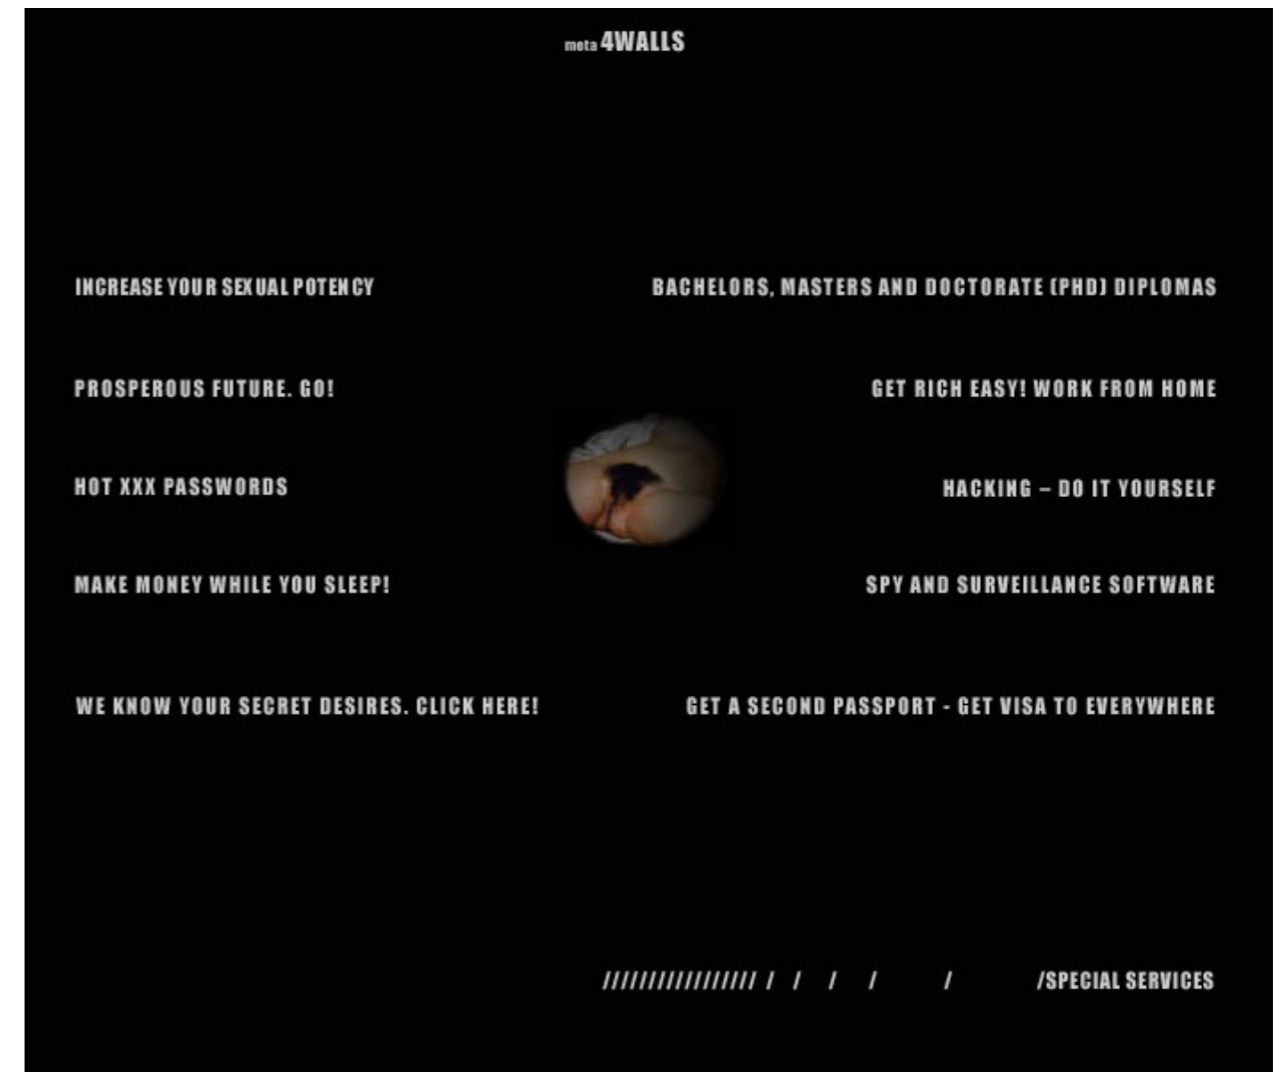 meta 4WALLS
INCREASE YOUR SEXUAL POTENCY
BACHELORS, MASTERS AND DOCTORATE (PHD) DIPLOMAS
PROSPEROUS FUTURE. GO!
GET RICH EASY! WORK FROM HOME
HOT XXX PASSWORDS
HACKING – DO IT YOURSELF
MAKE MONEY WHILE YOU SLEEP!
SPY AND SURVEILLANCE SOFTWARE
WE KNOW YOUR SECRET DESIRES. CLICK HERE!
GET A SECOND PASSPORT - GET VISA TO EVERYWHERE
///////////////// / / / / / /SPECIAL SERVICES